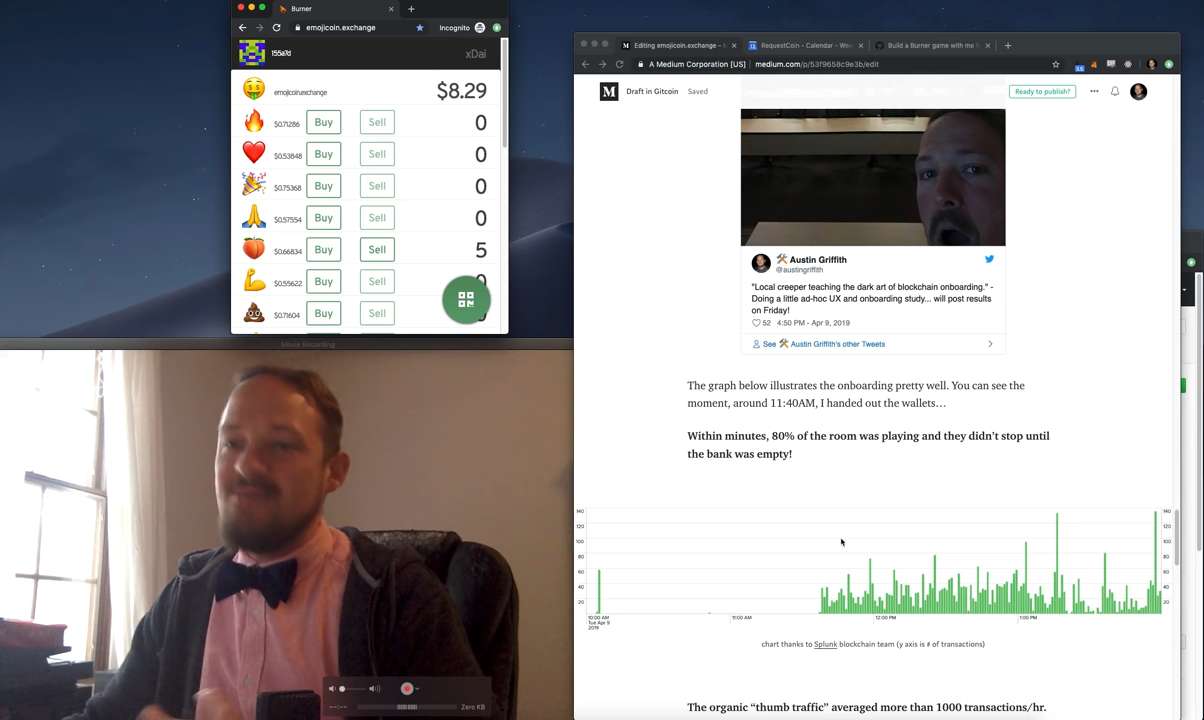 Burner
emojicoin.exchange
Incognito
155a7d
xDai
emojicoin.exchange
$8.29
$0.71286
Buy
Sell
0
$0.53848
Buy
Sell
0
$0.75368
Buy
Sell
0
$0.57554
Buy
Sell
0
$0.66834
Buy
Sell
5
$0.55622
Buy
Sell
$0.71604
Buy
Sell
Movie Recording
Zero KB
Editing emojicoin.exchange –
RequestCoin - Calendar - Wee
Build a Burner game with me
A Medium Corporation [US]
medium.com/p/53f9658c9e3b/edit
M
Draft in Gitcoin
Saved
Ready to publish?
Austin Griffith
@austingriffith
"Local creeper teaching the dark art of blockchain onboarding." -
Doing a little ad-hoc UX and onboarding study... will post results
on Friday!
52 4:50 PM - Apr 9, 2019
See Austin Griffith's other Tweets
The graph below illustrates the onboarding pretty well. You can see the
moment, around 11:40AM, I handed out the wallets…
Within minutes, 80% of the room was playing and they didn’t stop until
the bank was empty!
140
120
100
80
60
40
20
140
120
100
80
60
40
20
10:00 AM
Tue Apr 9
2019
11:00 AM
12:00 PM
1:00 PM
chart thanks to Splunk blockchain team (y axis is # of transactions)
The organic “thumb traffic” averaged more than 1000 transactions/hr.